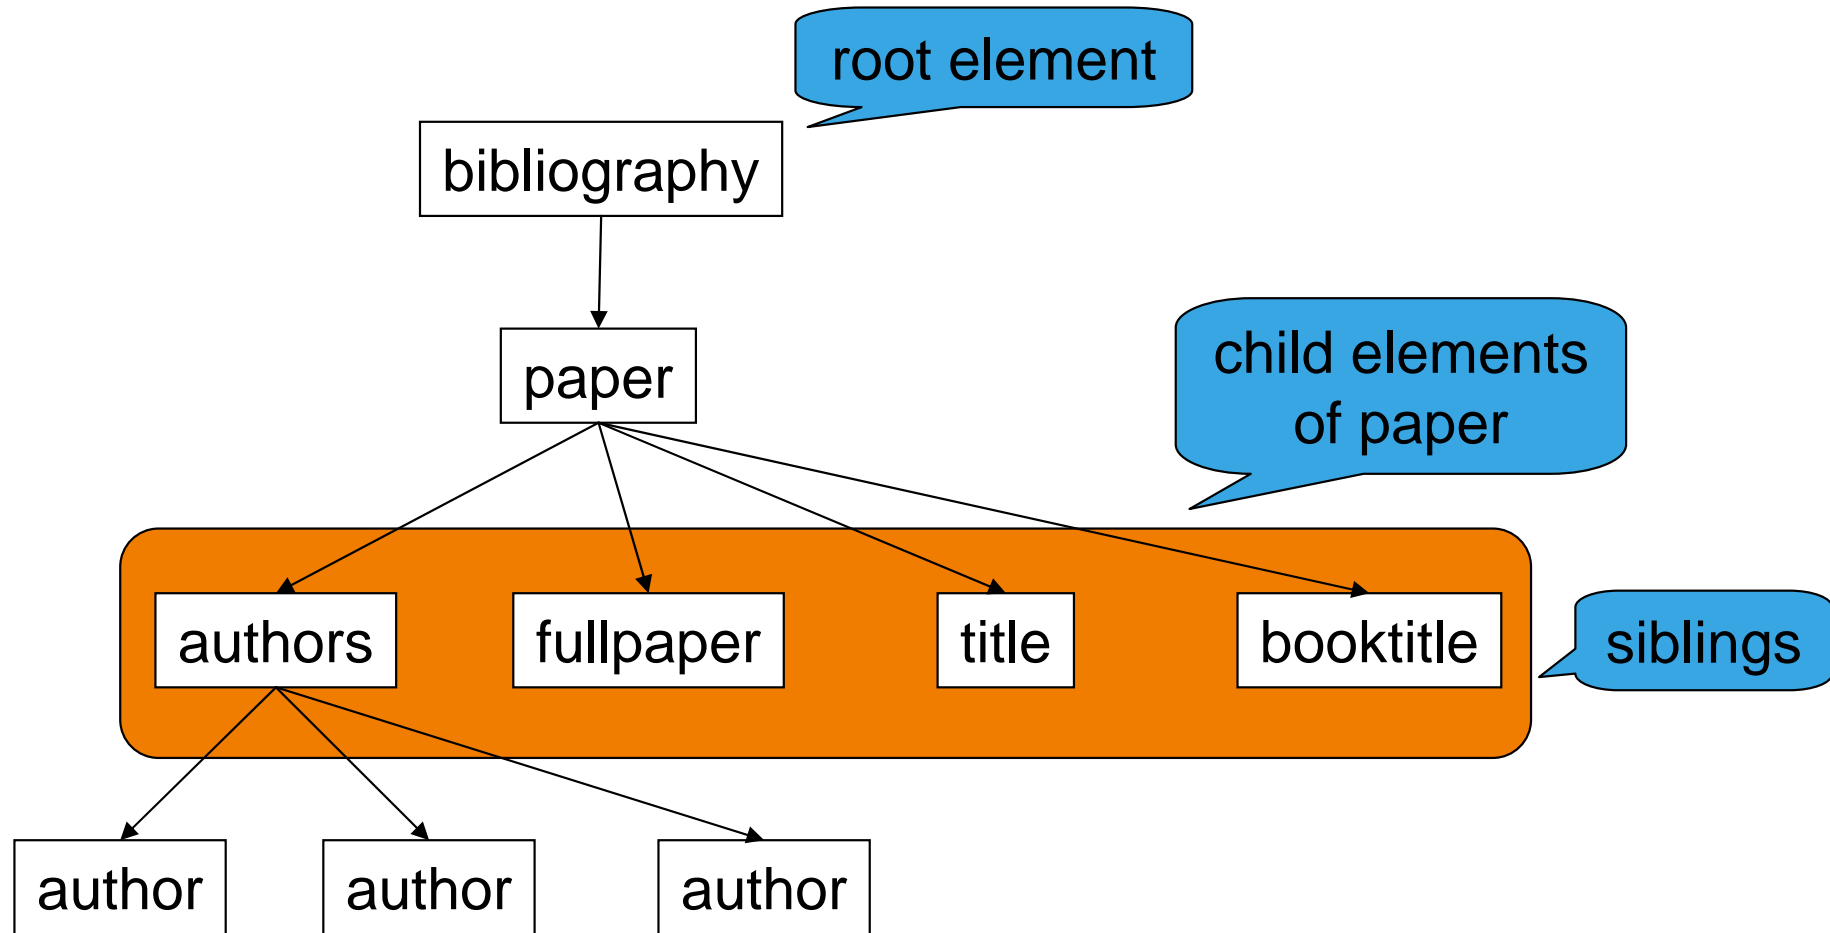 root element
bibliography
paper
child elements
of paper
authors
fullpaper
title
booktitle
siblings
author
author
author